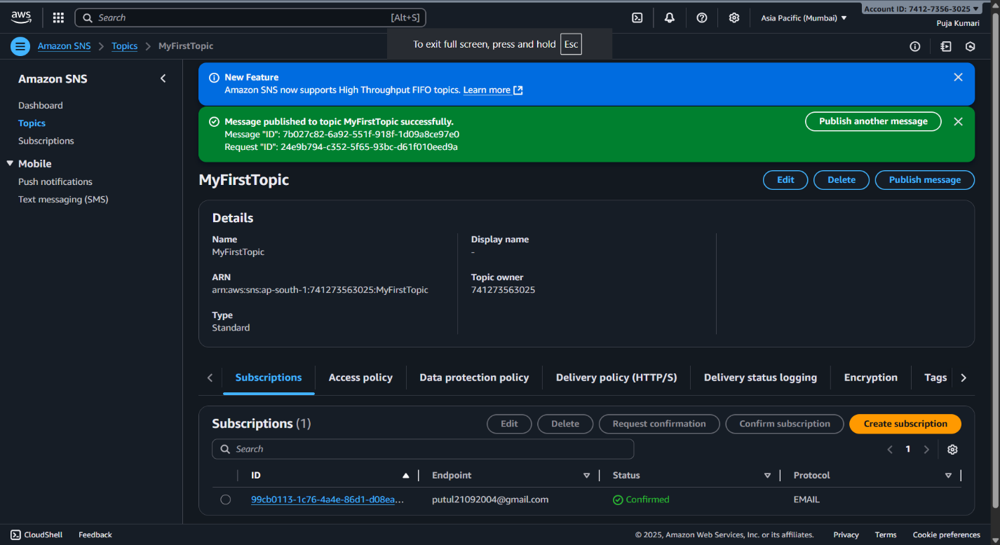 aws
Search [Alt+S]
Asia Pacific (Mumbai)
Account ID: 7412-7356-3025
Puja Kumari
To exit full screen, press and hold Esc
Amazon SNS
Topics
MyFirstTopic
Amazon SNS
Dashboard
Topics
Subscriptions
Mobile
Push notifications
Text messaging (SMS)
New Feature
Amazon SNS now supports High Throughput FIFO topics. Learn more
Message published to topic MyFirstTopic successfully.
Message "ID": 7b027c82-6a92-551f-918f-1d09a8ce97e0
Request "ID": 24e9b794-c352-5f65-93bc-d61f010eed9a
Publish another message
MyFirstTopic
Edit Delete Publish message
Details
Name
MyFirstTopic
ARN
arn:aws:sns:ap-south-1:741273563025:MyFirstTopic
Type
Standard
Display name
-
Topic owner
741273563025
Subscriptions Access policy Data protection policy Delivery policy (HTTP/S) Delivery status logging Encryption Tags
Subscriptions (1)
Edit Delete Request confirmation Confirm subscription Create subscription
Search
1
ID Endpoint Status Protocol
99cb0113-1c76-4a4e-86d1-d08ea... putul21092004@gmail.com Confirmed EMAIL
CloudShell Feedback © 2025, Amazon Web Services, Inc. or its affiliates. Privacy Terms Cookie preferences